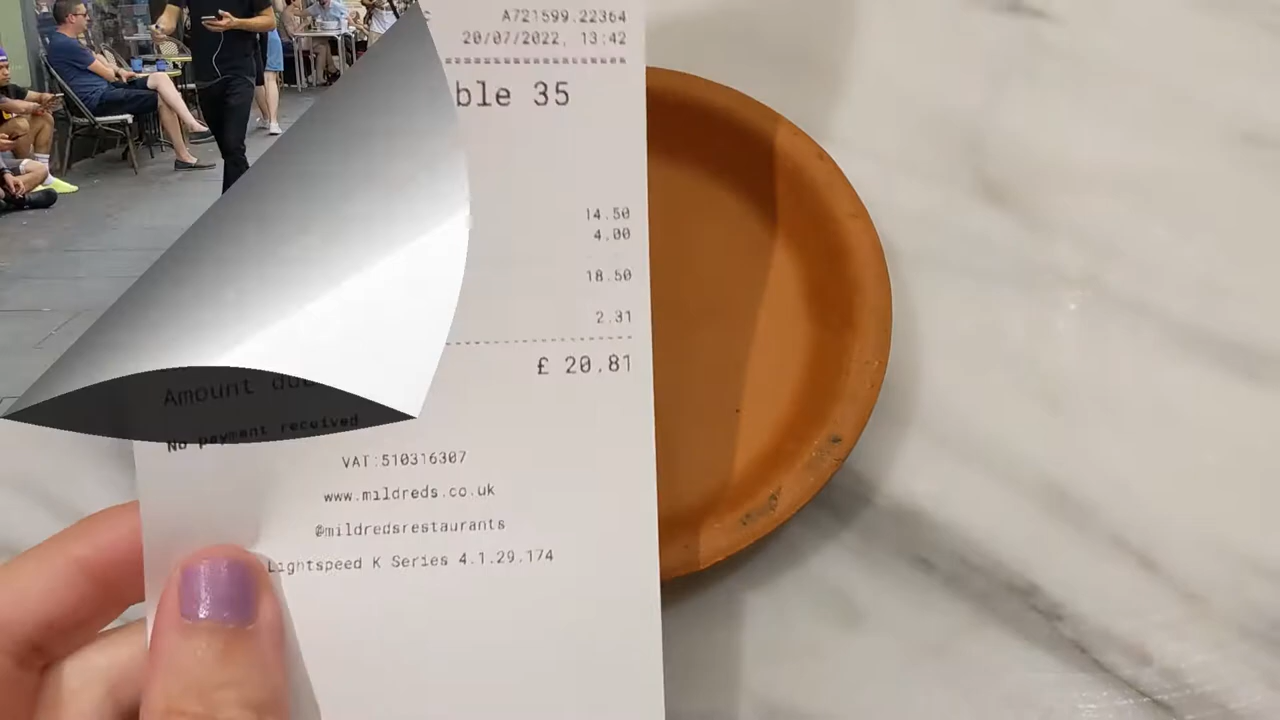 A721599.22364
20/07/2022, 13:42
ble 35
14.50
4.00
18.50
2.31
£ 20.81
Amount
No payment received
VAT:510316307
www.mildreds.co.uk
@mildredsrestaurants
Lightspeed K Series 4.1.29.174